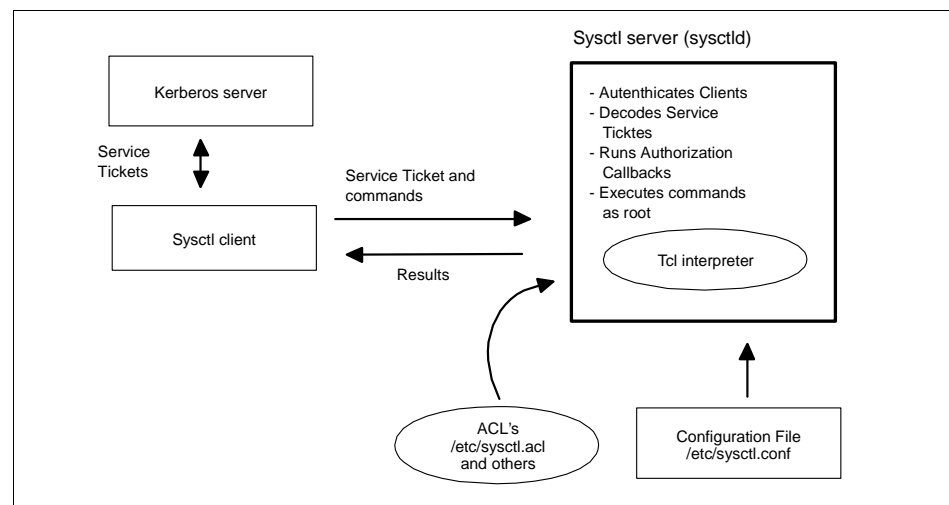 Sysctl server (sysctld)
Kerberos server
- Autenthicates Clients
- Decodes Service
Ticktes
- Runs Authorization
Callbacks
- Executes commands
as root
Service
Tickets
Service Ticket and
commands
Sysctl client
Tcl interpreter
Results
ACL's
/etc/sysctl.acl
and others
Configuration File
/etc/sysctl.conf